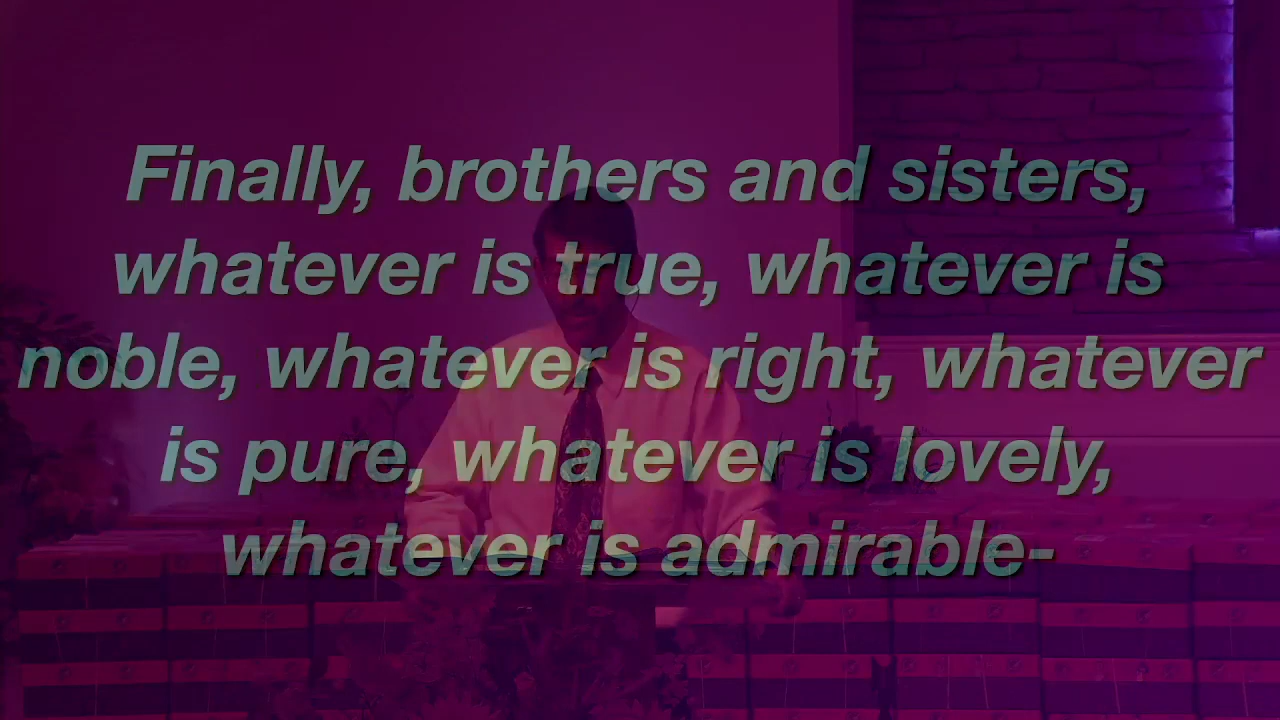 Finally, brothers and sisters,
whatever is true, whatever is
noble, whatever is right, whatever
is pure, whatever is lovely,
whatever is admirable-